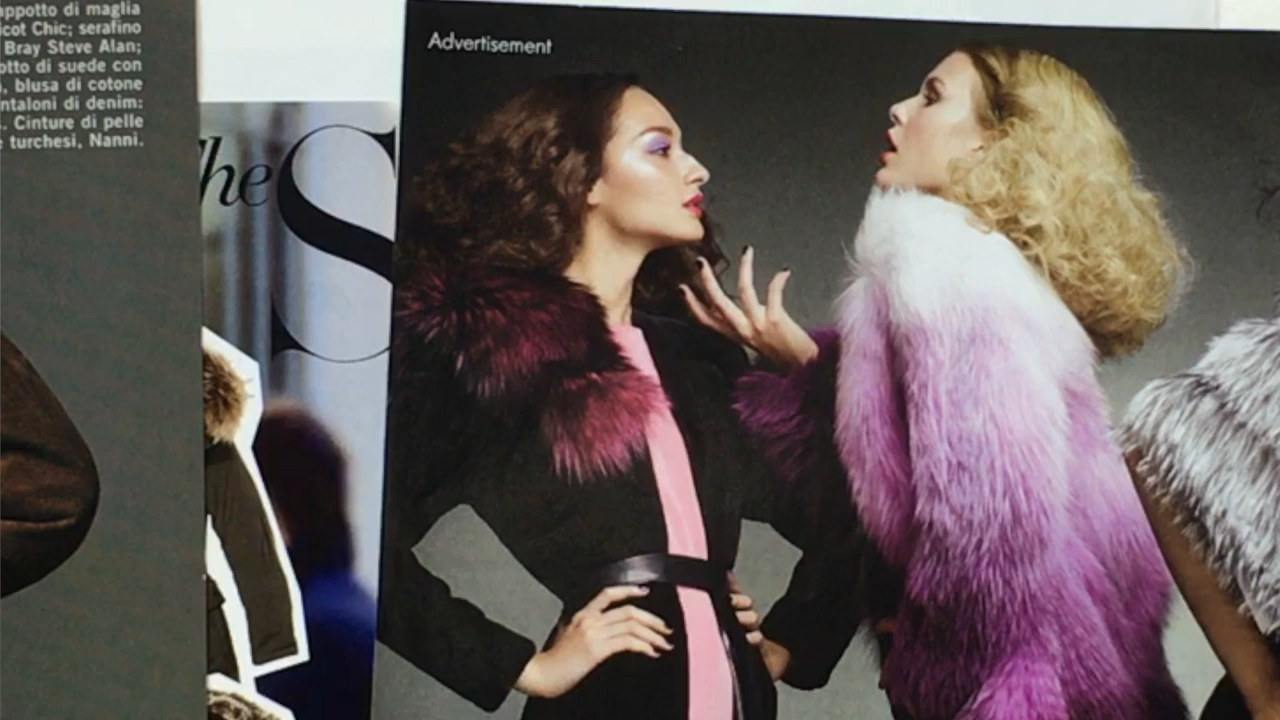 appotto di maglia
icot Chic; serafino
Bray Steve Alan;
otto di suede con
, blusa di cotone
ntaloni di denim:
. Cinture di pelle
e turchesi, Nanni.
The S
Advertisement